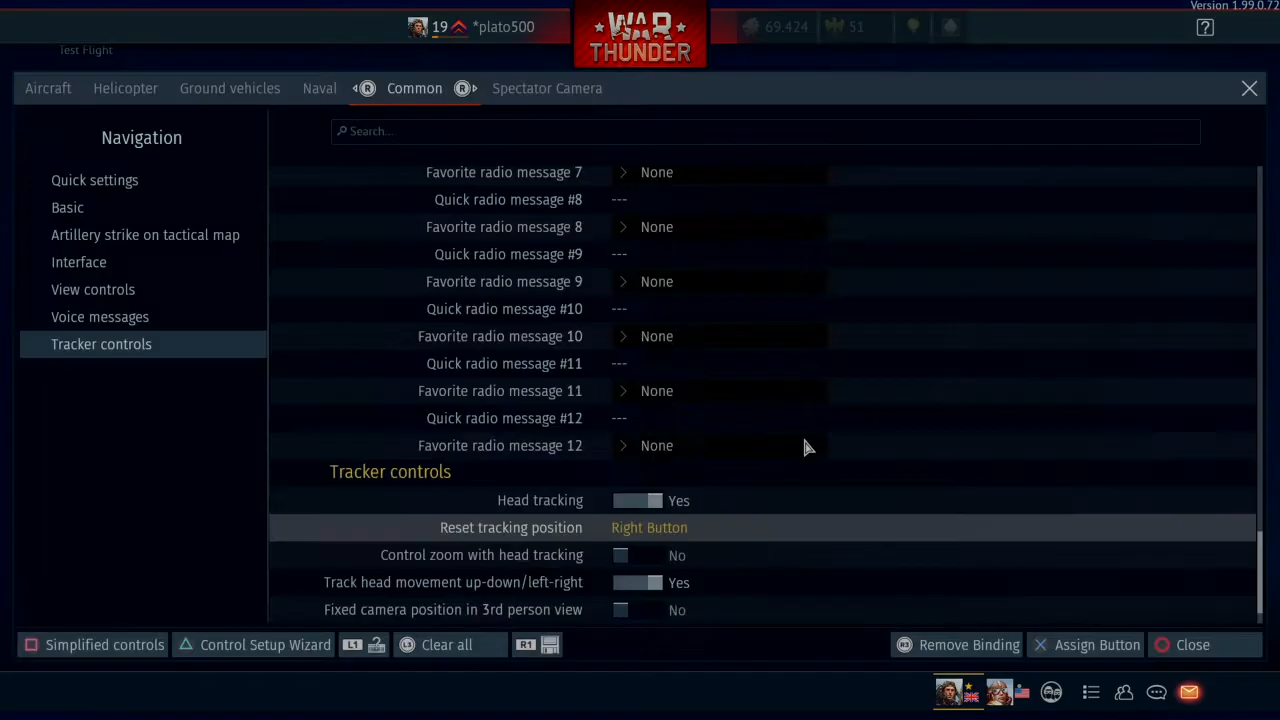 Version 1.99.0.72
19 *plato500
WAR THUNDER
69.424 51
Test Flight
Aircraft Helicopter Ground vehicles Naval R Common R Spectator Camera
Navigation
Search....
Quick settings
Basic
Artillery strike on tactical map
Interface
View controls
Voice messages
Tracker controls
Favorite radio message 7 None
Quick radio message #8 ---
Favorite radio message 8 None
Quick radio message #9 ---
Favorite radio message 9 None
Quick radio message #10 ---
Favorite radio message 10 None
Quick radio message #11 ---
Favorite radio message 11 None
Quick radio message #12 ---
Favorite radio message 12 None
Tracker controls
Head tracking Yes
Reset tracking position Right Button
Control zoom with head tracking No
Track head movement up-down/left-right Yes
Fixed camera position in 3rd person view No
Simplified controls Control Setup Wizard L1 Clear all R1 Remove Binding Assign Button Close